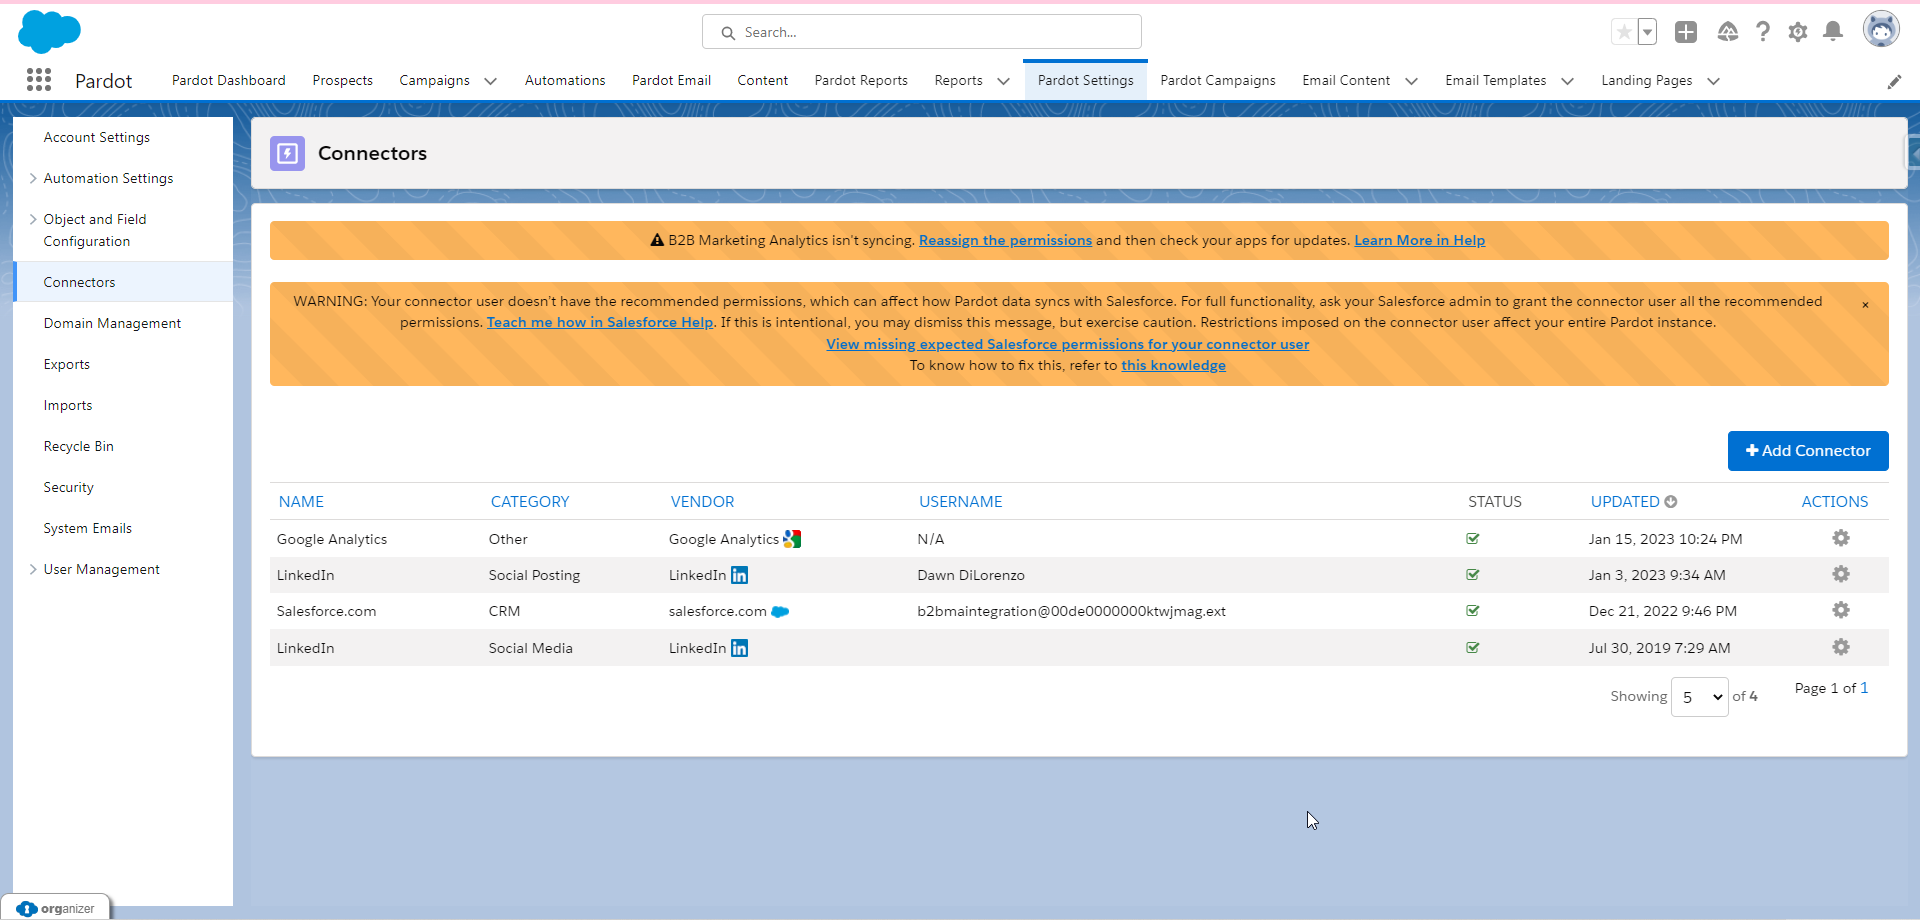 Search...
Pardot
Pardot Dashboard
Prospects
Campaigns
Automations
Pardot Email
Content
Pardot Reports
Reports
Pardot Settings
Pardot Campaigns
Email Content
Email Templates
Landing Pages
Account Settings
Automation Settings
Object and Field
Configuration
Connectors
Domain Management
Exports
Imports
Recycle Bin
Security
System Emails
User Management
Connectors
B2B Marketing Analytics isn't syncing. Reassign the permissions and then check your apps for updates. Learn More in Help
WARNING: Your connector user doesn't have the recommended permissions, which can affect how Pardot data syncs with Salesforce. For full functionality, ask your Salesforce admin to grant the connector user all the recommended
permissions. Teach me how in Salesforce Help. If this is intentional, you may dismiss this message, but exercise caution. Restrictions imposed on the connector user affect your entire Pardot instance.
View missing expected Salesforce permissions for your connector user
To know how to fix this, refer to this knowledge
×
Add Connector
NAME CATEGORY VENDOR USERNAME STATUS UPDATED ACTIONS
Google Analytics Other Google Analytics N/A Jan 15, 2023 10:24 PM
LinkedIn Social Posting LinkedIn in Dawn DiLorenzo Jan 3, 2023 9:34 AM
Salesforce.com CRM salesforce.com b2bmaintegration@00de0000000ktwjmag.ext Dec 21, 2022 9:46 PM
LinkedIn Social Media LinkedIn in Jul 30, 2019 7:29 AM
Showing 5 of 4 Page 1 of 1
organizer